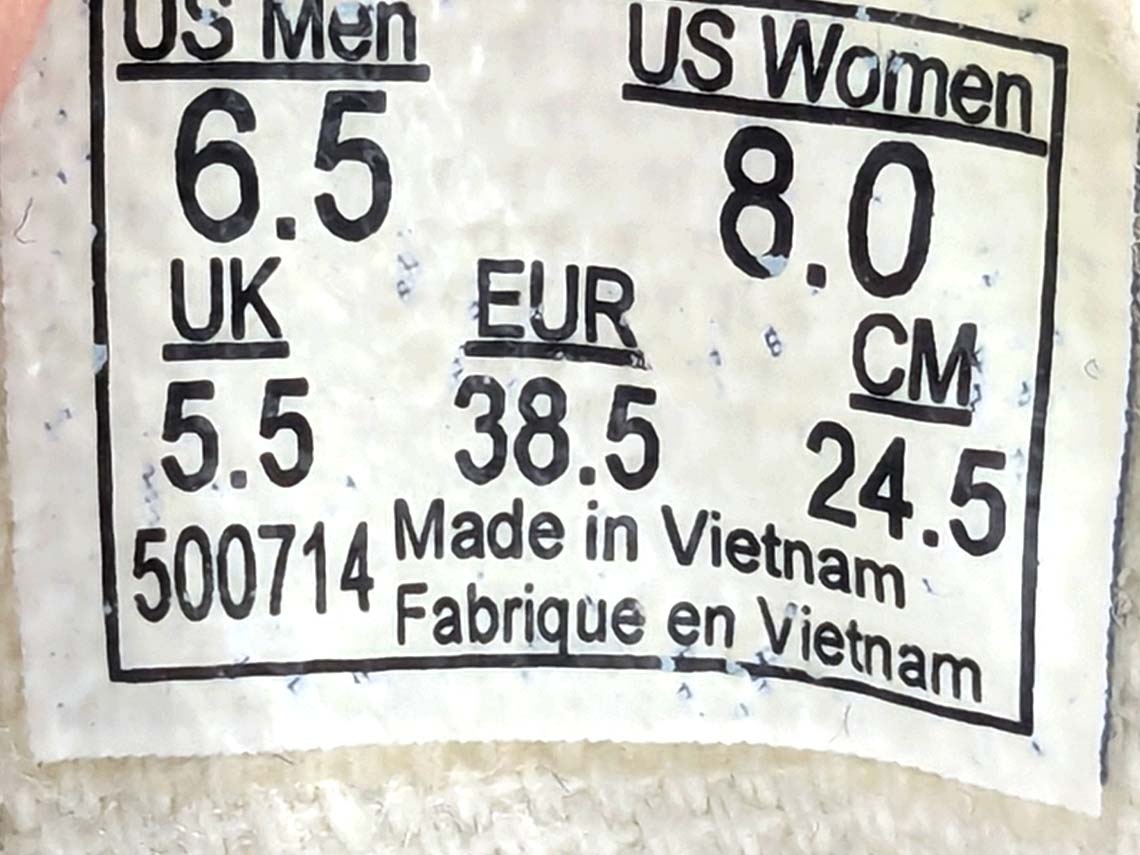 US Men US Women
6.5 8.0
UK EUR CM
5.5 38.5 24.5
500714 Made in Vietnam
Fabrique en Vietnam